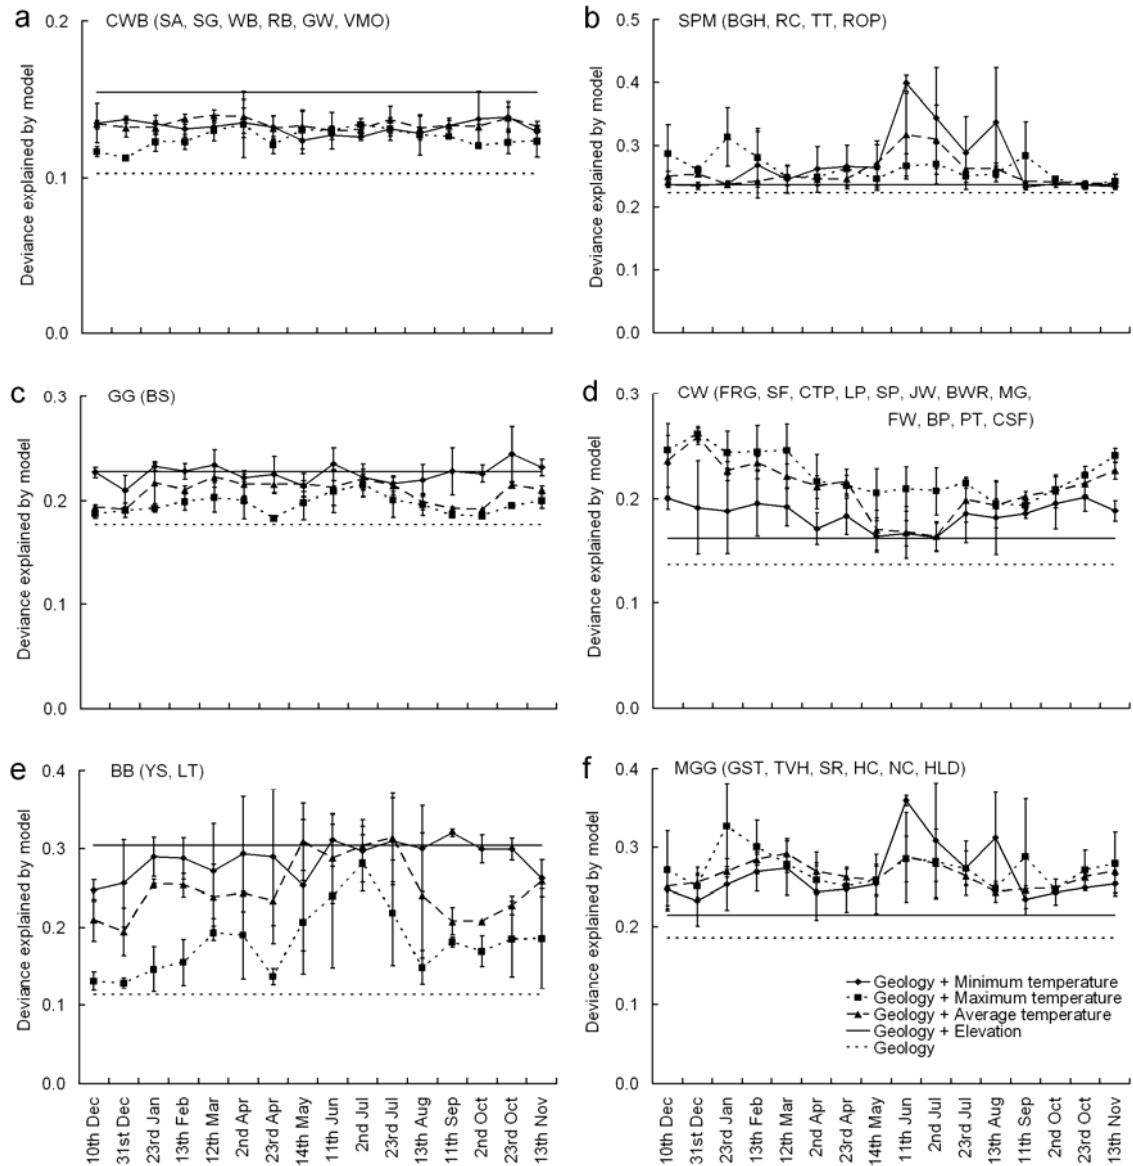 a
CWB (SA, SG, WB, RB, GW, VMO)
Deviance explained by model
0.2
0.1
0.0
b
SPM (BGH, RC, TT, ROP)
Deviance explained by model
0.5
0.4
0.3
0.2
0.1
0.0
c
GG (BS)
Deviance explained by model
0.3
0.2
0.1
0.0
d
CW (FRG, SF, CTP, LP, SP, JW, BWR, MG,
FW, BP, PT, CSF)
Deviance explained by model
0.3
0.2
0.1
0.0
e
BB (YS, LT)
Deviance explained by model
0.4
0.3
0.2
0.1
0.0
10th Dec
31st Dec
23rd Jan
13th Feb
12th Mar
2nd Apr
23rd Apr
14th May
11th Jun
2nd Jul
23rd Jul
13th Aug
11th Sep
2nd Oct
23rd Oct
13th Nov
f
MGG (GST, TVH, SR, HC, NC, HLD)
Deviance explained by model
0.4
0.3
0.2
0.1
0.0
Geology + Minimum temperature
Geology + Maximum temperature
Geology + Average temperature
Geology + Elevation
Geology
10th Dec
31st Dec
23rd Jan
13th Feb
12th Mar
2nd Apr
23rd Apr
14th May
11th Jun
2nd Jul
23rd Jul
13th Aug
11th Sep
2nd Oct
23rd Oct
13th Nov